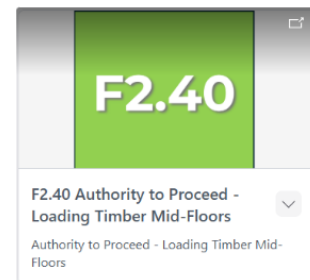 F2.40
F2.40 Authority to Proceed -
Loading Timber Mid-Floors
Authority to Proceed - Loading Timber Mid-
Floors